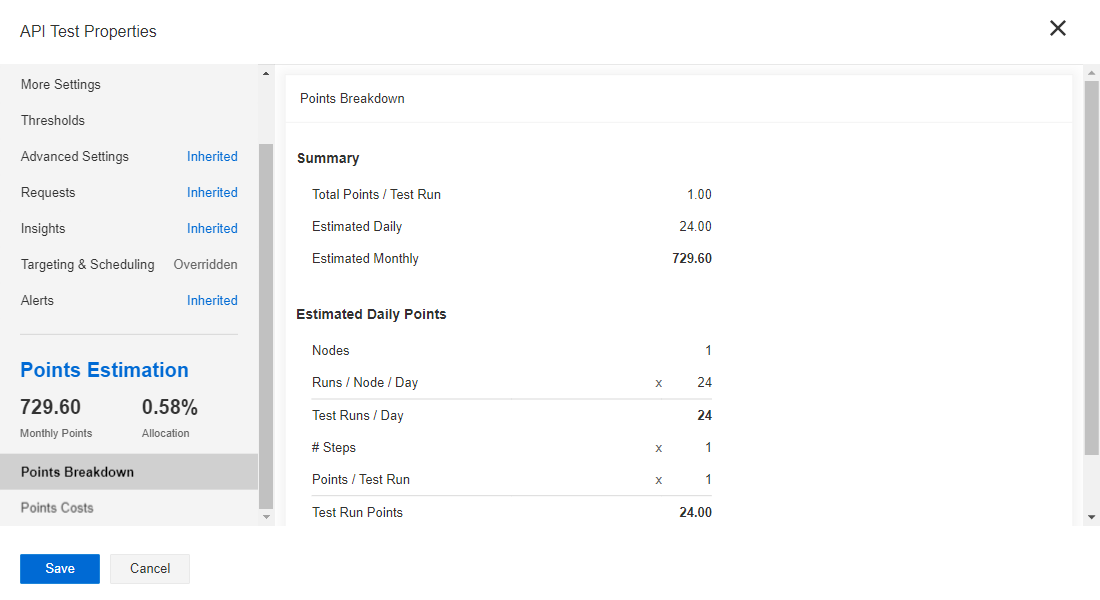 API Test Properties
More Settings
Thresholds
Advanced Settings Inherited
Requests Inherited
Insights Inherited
Targeting & Scheduling Overridden
Alerts Inherited
Points Estimation
729.60 0.58%
Monthly Points Allocation
Points Breakdown
Points Costs
Points Breakdown
Summary
Total Points / Test Run 1.00
Estimated Daily 24.00
Estimated Monthly 729.60
Estimated Daily Points
Nodes 1
Runs / Node / Day x 24
Test Runs / Day 24
# Steps x 1
Points / Test Run x 1
Test Run Points 24.00
Save Cancel